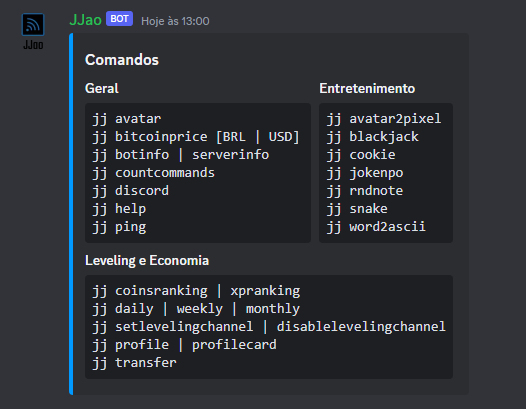 JJao BOT Hoje às 13:00
JJao
Comandos
Geral
jj avatar
jj bitcoinprice [BRL | USD]
jj botinfo | serverinfo
jj countcommands
jj discord
jj help
jj ping
Entretenimento
jj avatar2pixel
jj blackjack
jj cookie
jj jokenpo
jj rndnote
jj snake
jj word2ascii
Leveling e Economia
jj coinsranking | xpranking
jj daily | weekly | monthly
jj setlevelingchannel | disablelevelingchannel
jj profile | profilecard
jj transfer